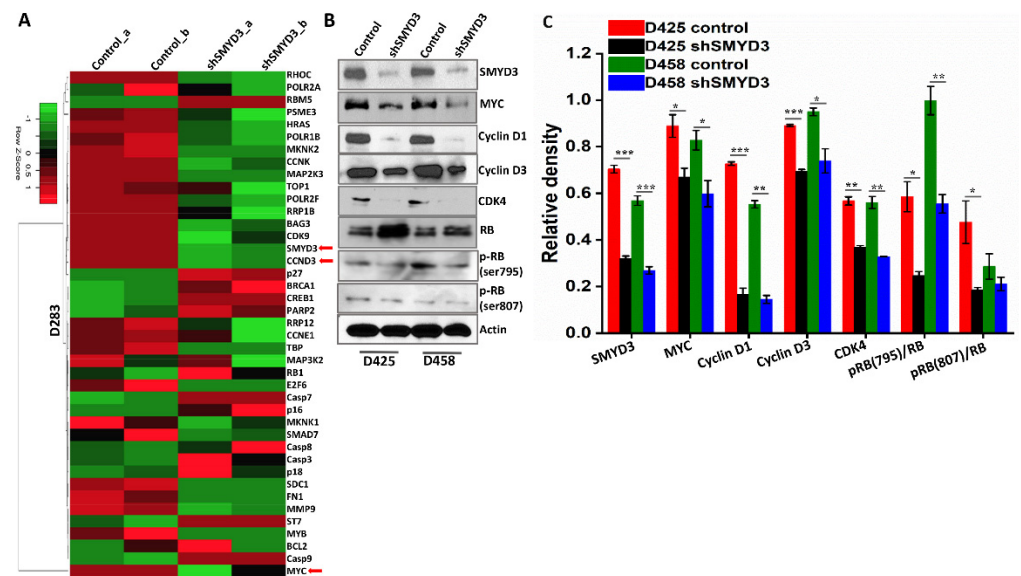 A
Control_a
Control_b
shSMYD3_a
shSMYD3_b
-1
0
0.5
1
Row Z-Score
D283
RHOC
POLR2A
RBM5
PSME3
HRAS
POLR1B
MKNK2
CCNK
MAP2K3
TOP1
POLR2F
RRP1B
BAG3
CDK9
SMYD3
CCND3
p27
BRCA1
CREB1
PARP2
RRP12
CCNE1
TBP
MAP3K2
RB1
E2F6
Casp7
p16
MKNK1
SMAD7
Casp8
Casp3
p18
SDC1
FN1
MMP9
ST7
MYB
BCL2
Casp9
MYC
B
Control
shSMYD3
Control
shSMYD3
SMYD3
MYC
Cyclin D1
Cyclin D3
CDK4
RB
p-RB
(ser795)
p-RB
(ser807)
Actin
D425
D458
C
D425 control
D425 shSMYD3
D458 control
D458 shSMYD3
Relative density
1.2
1.0
0.8
0.6
0.4
0.2
0.0
***
***
*
*
***
**
***
*
**
**
*
**
*
SMYD3
MYC
Cyclin D1
Cyclin D3
CDK4
pRB(795)/RB
pRB(807)/RB